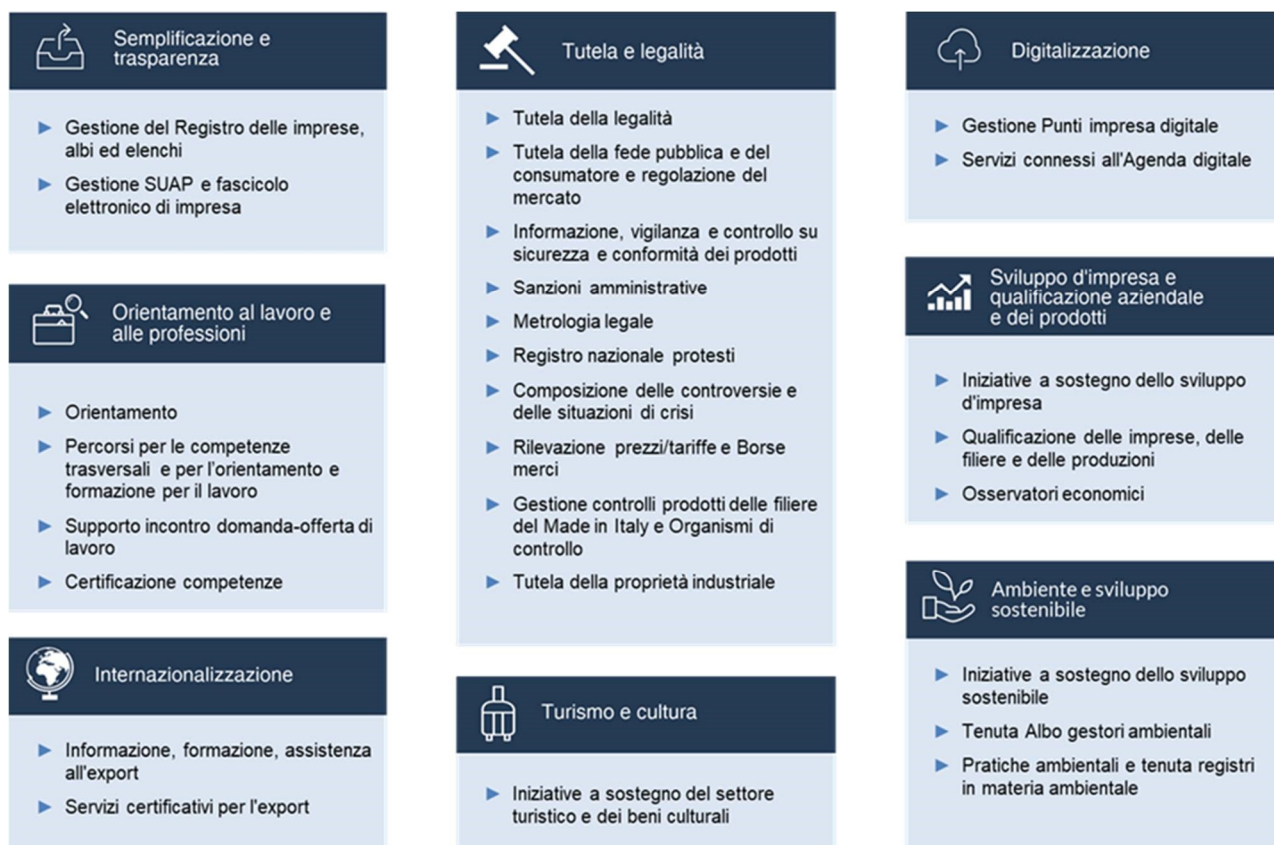 Semplificazione e
trasparenza
► Gestione del Registro delle imprese,
albi ed elenchi
► Gestione SUAP e fascicolo
elettronico di impresa
Orientamento al lavoro e
alle professioni
► Orientamento
► Percorsi per le competenze
trasversali e per l'orientamento e
formazione per il lavoro
► Supporto incontro domanda-offerta di
lavoro
► Certificazione competenze
Internazionalizzazione
► Informazione, formazione, assistenza
all'export
► Servizi certificativi per l'export
Tutela e legalità
► Tutela della legalità
► Tutela della fede pubblica e del
consumatore e regolazione del
mercato
► Informazione, vigilanza e controllo su
sicurezza e conformità dei prodotti
► Sanzioni amministrative
► Metrologia legale
► Registro nazionale protesti
► Composizione delle controversie e
delle situazioni di crisi
► Rilevazione prezzi/tariffe e Borse
merci
► Gestione controlli prodotti delle filiere
del Made in Italy e Organismi di
controllo
► Tutela della proprietà industriale
Turismo e cultura
► Iniziative a sostegno del settore
turistico e dei beni culturali
Digitalizzazione
► Gestione Punti impresa digitale
► Servizi connessi all'Agenda digitale
Sviluppo d'impresa e
qualificazione aziendale
e dei prodotti
► Iniziative a sostegno dello sviluppo
d'impresa
► Qualificazione delle imprese, delle
filiere e delle produzioni
► Osservatori economici
Ambiente e sviluppo
sostenibile
► Iniziative a sostegno dello sviluppo
sostenibile
► Tenuta Albo gestori ambientali
► Pratiche ambientali e tenuta registri
in materia ambientale